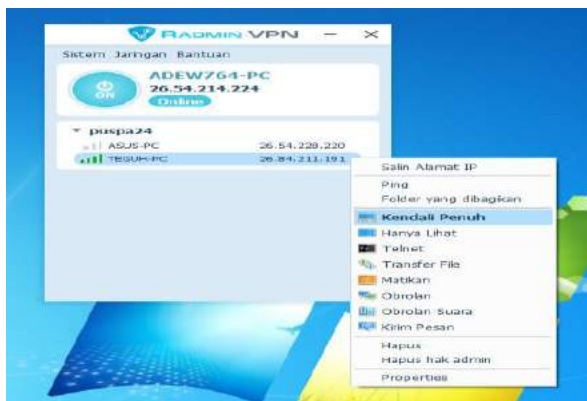 RADMIN VPN
Sistem Jaringan Bantuan
ADEW764-PC
26.54.214.224
ON
Online
puspa24
ASUS-PC 26.54.228.220
TEGUH-PC 26.84.211.191
Salin Alamat IP
Ping
Folder yang dibagikan
Kendali Penuh
Hanya Lihat
Telnet
Transfer File
Matikan
Obrolan
Obrolan Suara
Kirim Pesan
Hapus
Hapus hak admin
Properties